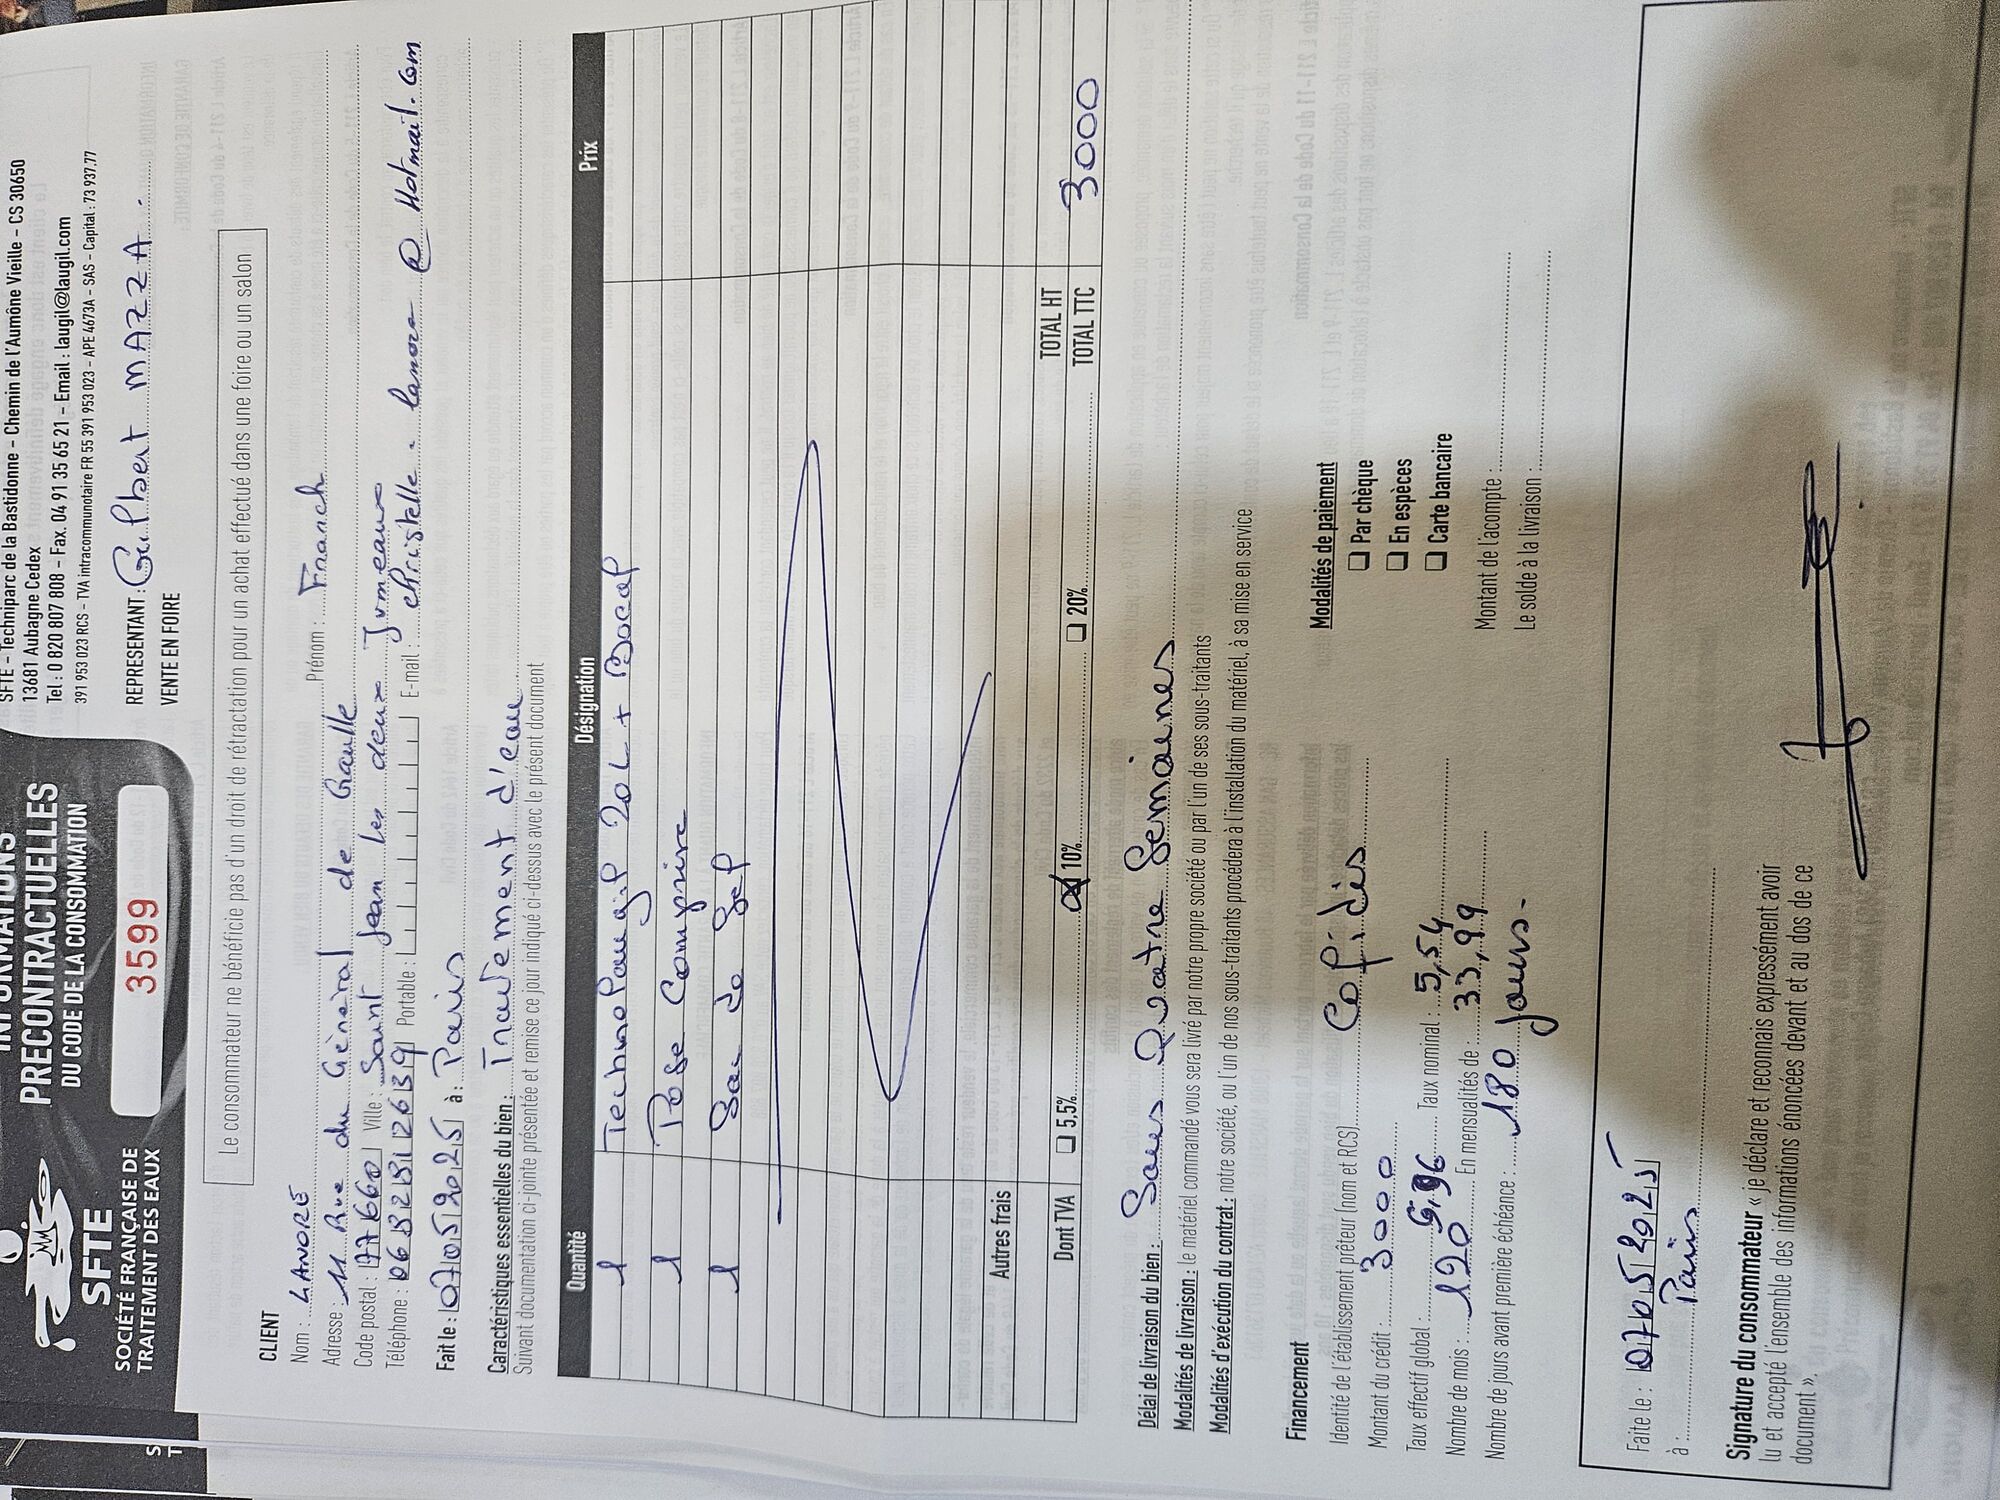 INFORMATIONS
PRECONTRACTUELLES
DU CODE DE LA CONSOMMATION
3599
SFTE
SOCIÉTÉ FRANÇAISE DE
TRAITEMENT DES EAUX
SFTE - Techniparc de la Bastidonne - Chemin de l'Aumône Vieille - CS 30650
13681 Aubagne Cedex
Tel : 0 820 807 808 - Fax. 04 91 35 65 21 - Email : laugil@laugil.com
391 953 023 RCS - TVA intracommunotaire FR 55 391 953 023 - APE 4673A - SAS - Capital : 73 937,77
REPRESENTANT : Guilbert MAZZA.
VENTE EN FOIRE
Le consommateur ne bénéficie pas d'un droit de rétractation pour un achat effectué dans une foire ou un salon
CLIENT
Nom : LANORE Prénom : Franck
Adresse : 11 Rue du Général de Gaulle
Code postal : 77660 Ville : Saint Jean les deux Jumeaux
Téléphone : Portable : E-mail : christelle.lanore@Hotmail.com
Fait le : 07052025 à : Paris
Caractéristiques essentielles du bien : Traitement d'eau
Suivant documentation ci-jointe présentée et remise ce jour indiqué ci-dessus avec le présent document
Quantité Désignation Prix
1 20L + Bocal
1 Pose Comprise
1 Sac de Sel
Autres frais
TOTAL HT
Dont TVA ❑ 5,5% ☒ 10% ❑ 20% TOTAL TTC 3000
Délai de livraison du bien : Sous Quatre Semaines
Modalités de livraison : le matériel commandé vous sera livré par notre propre société ou par l'un de ses sous-traitants
Modalités d'exécution du contrat : notre société, ou l'un de nos sous-traitants procédera à l'installation du matériel, à sa mise en service
Financement
Identité de l'établissement prêteur (nom et RCS) Cofidis
Montant du crédit : 3000
Taux effectif global : Taux nominal : 5,54
Nombre de mois : 120 En mensualités de : 33,99
Nombre de jours avant première échéance : 180 jours.
Modalités de paiement
❑ Par chèque
❑ En espèces
❑ Carte bancaire
Montant de l'acompte :
Le solde à la livraison :
Faite le : 07052025
à : Paris
Signature du consommateur « je déclare et reconnais expressément avoir
lu et accepté l'ensemble des informations énoncées devant et au dos de ce
document ».